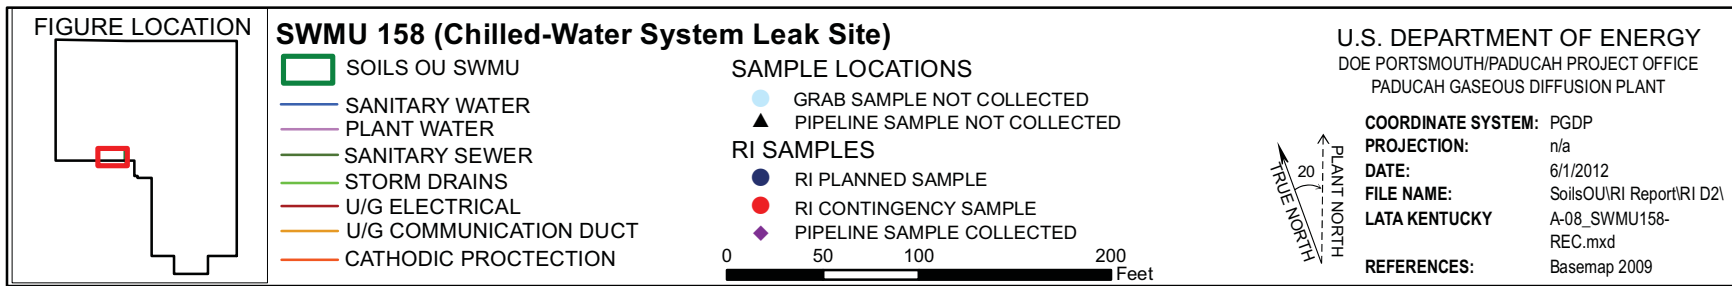 FIGURE LOCATION
SWMU 158 (Chilled-Water System Leak Site)
SOILS OU SWMU
SANITARY WATER
PLANT WATER
SANITARY SEWER
STORM DRAINS
U/G ELECTRICAL
U/G COMMUNICATION DUCT
CATHODIC PROCTECTION
SAMPLE LOCATIONS
GRAB SAMPLE NOT COLLECTED
PIPELINE SAMPLE NOT COLLECTED
RI SAMPLES
RI PLANNED SAMPLE
RI CONTINGENCY SAMPLE
PIPELINE SAMPLE COLLECTED
0 50 100 200
Feet
TRUE NORTH
20
PLANT NORTH
U.S. DEPARTMENT OF ENERGY
DOE PORTSMOUTH/PADUCAH PROJECT OFFICE
PADUCAH GASEOUS DIFFUSION PLANT
COORDINATE SYSTEM: PGDP
PROJECTION: n/a
DATE: 6/1/2012
FILE NAME: SoilsOU\RI Report\RI D2\
LATA KENTUCKY A-08_SWMU158-
REC.mxd
REFERENCES: Basemap 2009